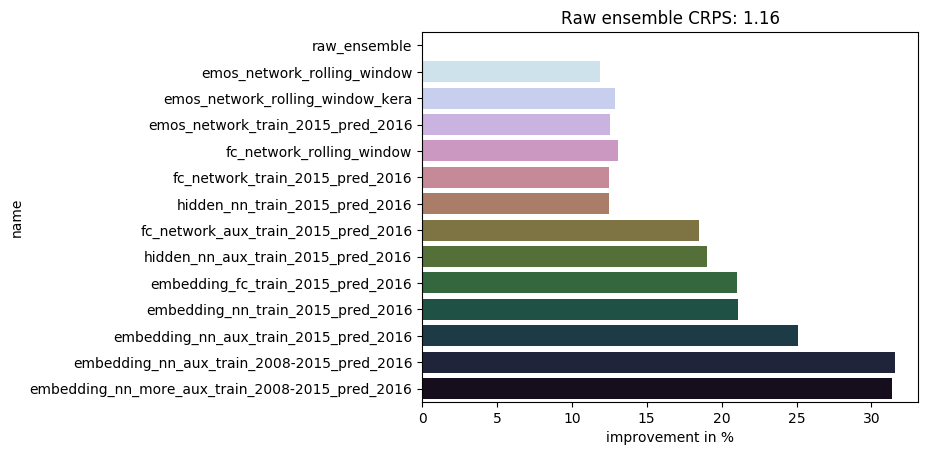 Raw ensemble CRPS: 1.16
raw_ensemble
emos_network_rolling_window
emos_network_rolling_window_kera
emos_network_train_2015_pred_2016
fc_network_rolling_window
fc_network_train_2015_pred_2016
hidden_nn_train_2015_pred_2016
fc_network_aux_train_2015_pred_2016
hidden_nn_aux_train_2015_pred_2016
embedding_fc_train_2015_pred_2016
embedding_nn_train_2015_pred_2016
embedding_nn_aux_train_2015_pred_2016
embedding_nn_aux_train_2008-2015_pred_2016
embedding_nn_more_aux_train_2008-2015_pred_2016
name
0 5 10 15 20 25 30
improvement in %